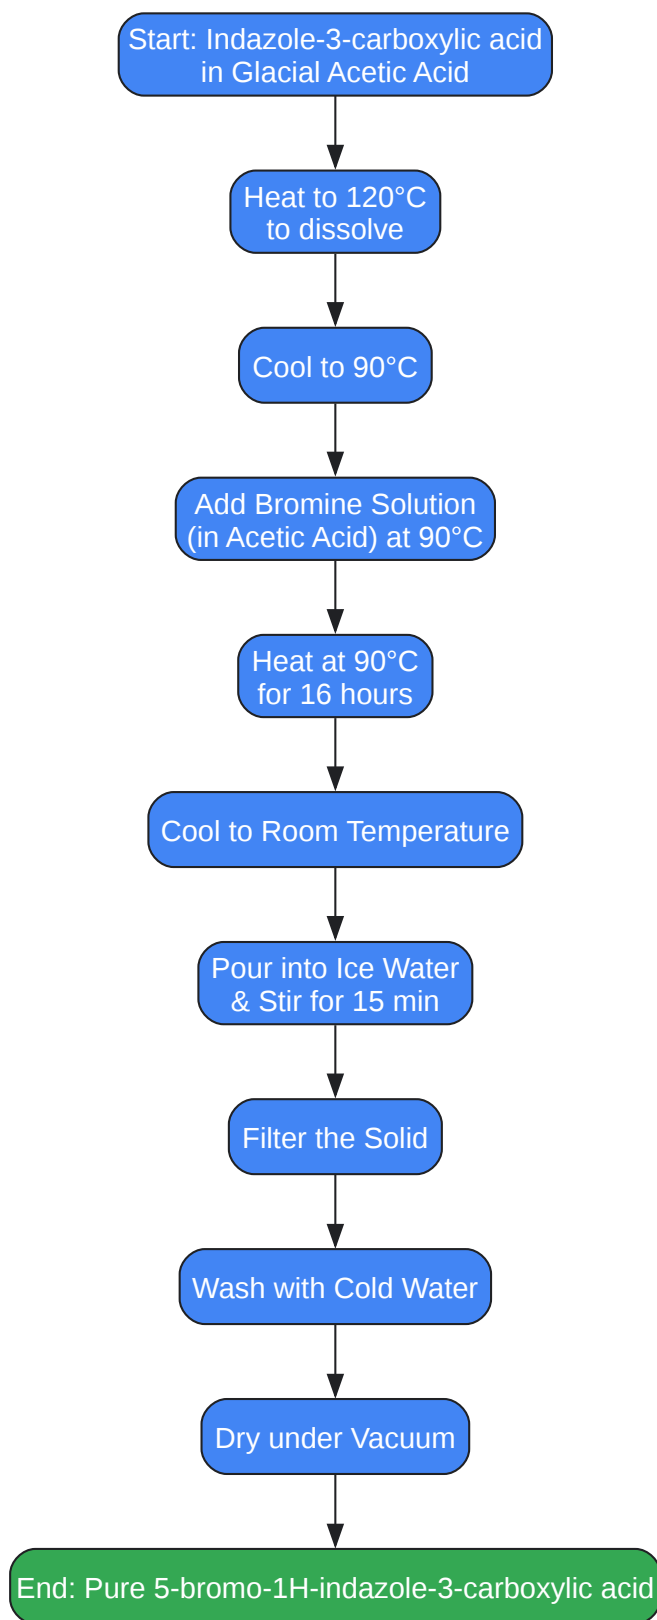 Start: Indazole-3-carboxylic acid
in Glacial Acetic Acid
Heat to 120°C
to dissolve
Cool to 90°C
Add Bromine Solution
(in Acetic Acid) at 90°C
Heat at 90°C
for 16 hours
Cool to Room Temperature
Pour into Ice Water
& Stir for 15 min
Filter the Solid
Wash with Cold Water
Dry under Vacuum
End: Pure 5-bromo-1H-indazole-3-carboxylic acid